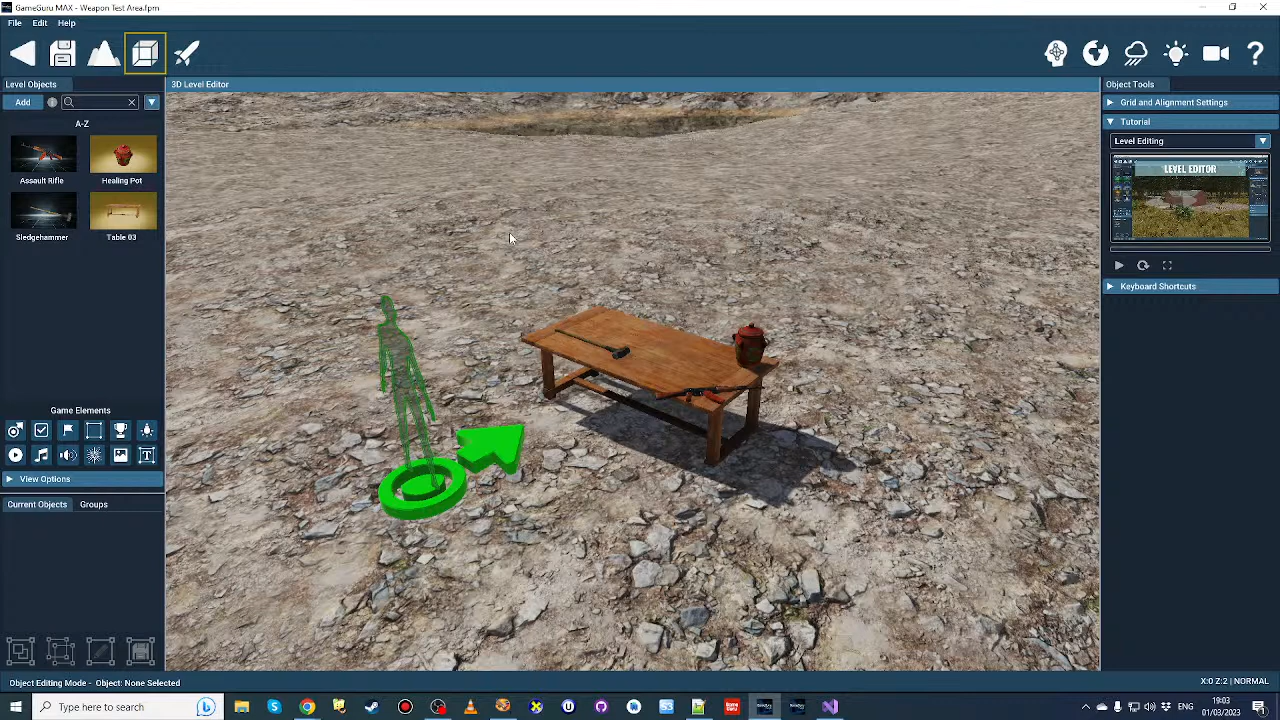 GameGuru MAX - Weapon Test Area.fpm
File Edit Help
Level Objects
3D Level Editor
Object Tools
Add
Grid and Alignment Settings
A-Z
Tutorial
Level Editing
LEVEL EDITOR
Assault Rifle
Healing Pot
Sledgehammer
Table 03
Keyboard Shortcuts
Game Elements
View Options
Current Objects Groups
Object Editing Mode - Object: None Selected
X:0 Z:2 | NORMAL
Type here to search
ENG
19:03
01/03/2023